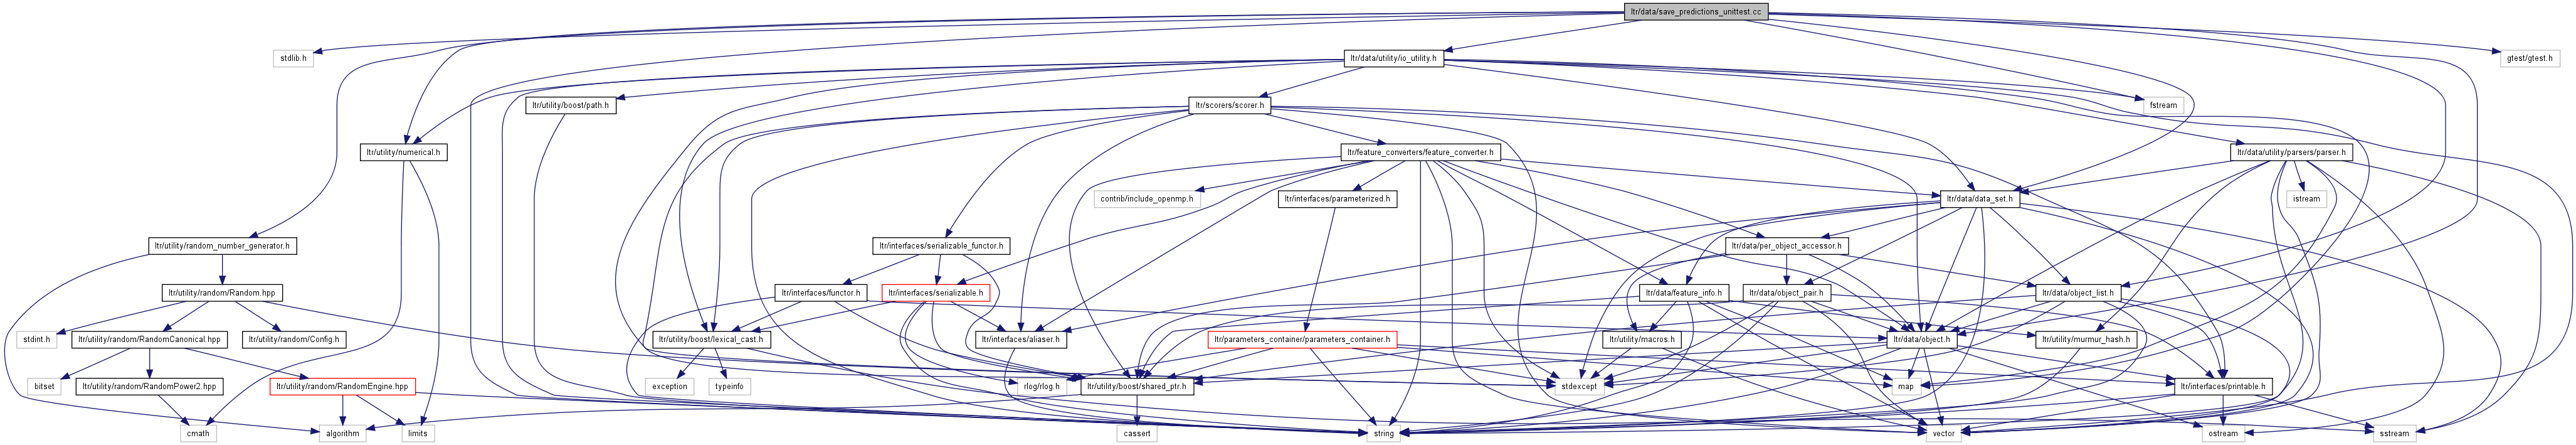 ltr/data/save_predictions_unittest.cc
stdlib.h
ltr/data/utility/io_utility.h
gtest/gtest.h
ltr/utility/boost/path.h
ltr/scorers/scorer.h
fstream
ltr/utility/numerical.h
ltr/feature_converters/feature_converter.h
ltr/data/utility/parsers/parser.h
contrib/include_openmp.h
ltr/interfaces/parameterized.h
ltr/data/data_set.h
istream
ltr/utility/random_number_generator.h
ltr/interfaces/serializable_functor.h
ltr/data/per_object_accessor.h
ltr/utility/random/Random.hpp
ltr/interfaces/functor.h
ltr/interfaces/serializable.h
ltr/data/feature_info.h
ltr/data/object_pair.h
ltr/data/object_list.h
stdint.h
ltr/utility/random/RandomCanonical.hpp
ltr/utility/random/Config.h
ltr/utility/boost/lexical_cast.h
ltr/interfaces/aliaser.h
ltr/parameters_container/parameters_container.h
ltr/utility/macros.h
ltr/data/object.h
ltr/utility/murmur_hash.h
bitset
ltr/utility/random/RandomPower2.hpp
ltr/utility/random/RandomEngine.hpp
exception
typeinfo
rlog/rlog.h
ltr/utility/boost/shared_ptr.h
stdexcept
map
ltr/interfaces/printable.h
cmath
algorithm
limits
cassert
string
vector
ostream
sstream